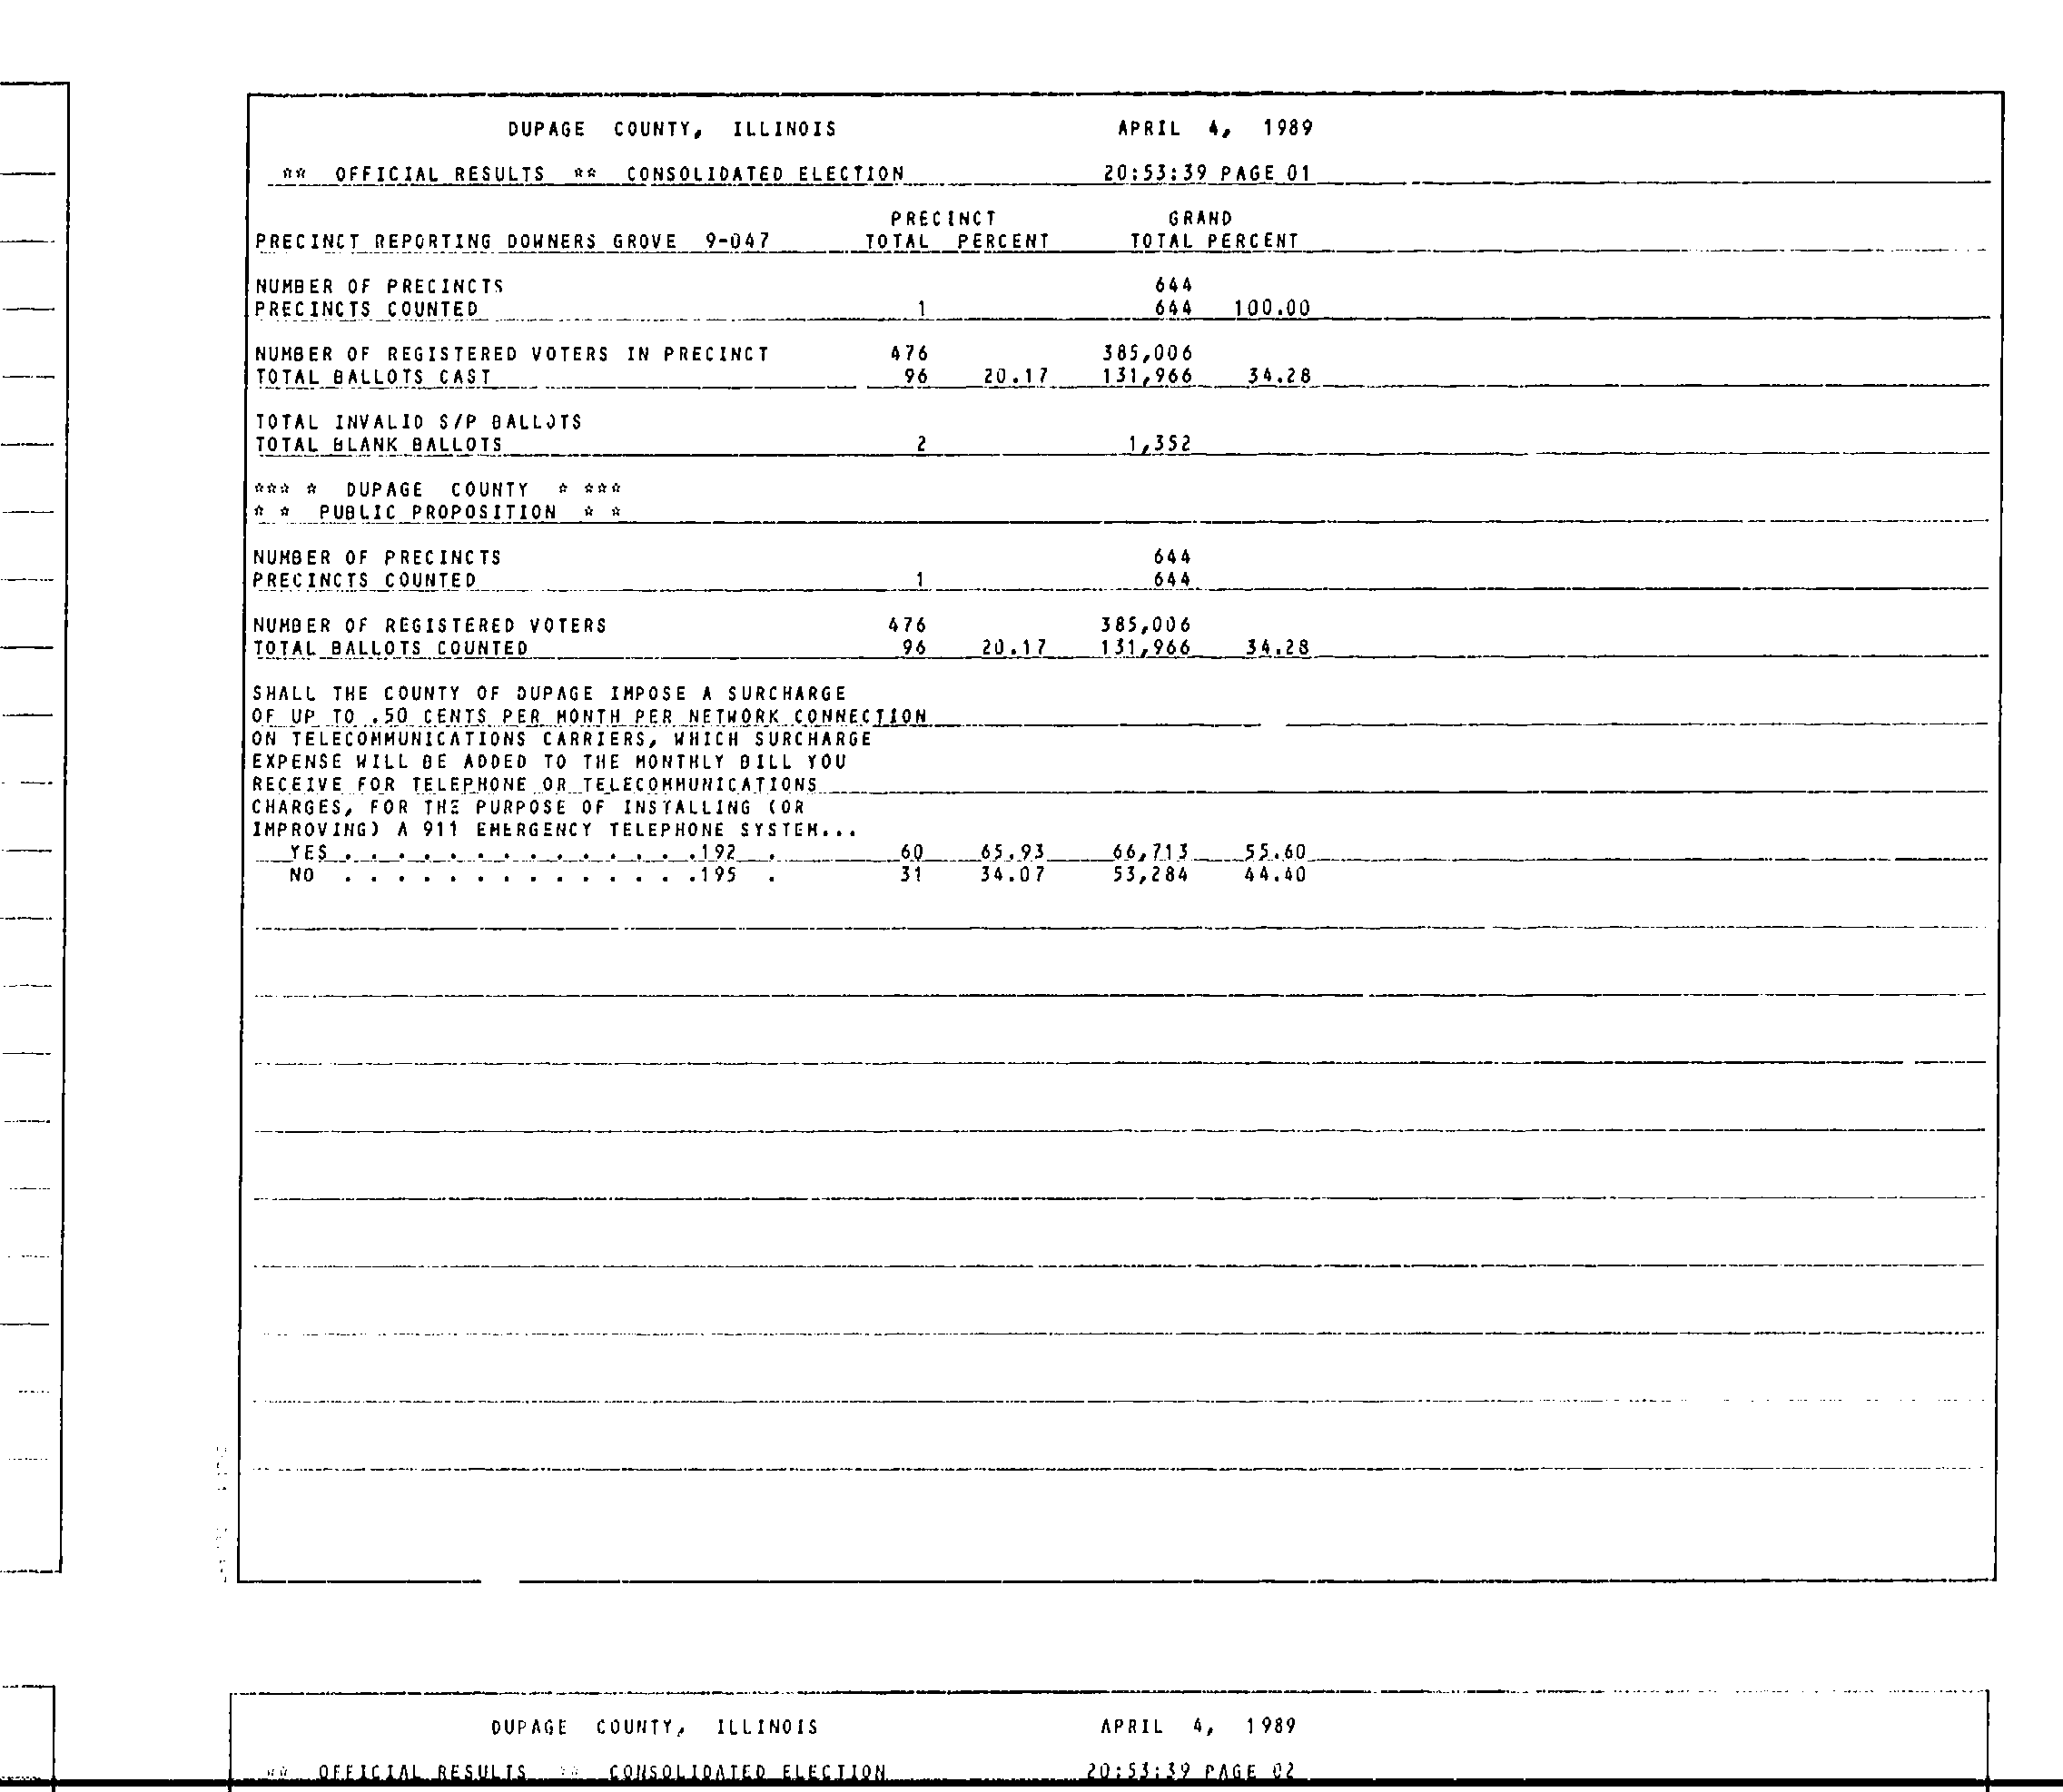 DUPAGE COUNTY, ILLINOIS APRIL 4, 1989
** OFFICIAL RESULTS ** CONSOLIDATED ELECTION 20:53:39 PAGE 01
PRECINCT GRAND
PRECINCT REPORTING DOWNERS GROVE 9-047 TOTAL PERCENT TOTAL PERCENT
NUMBER OF PRECINCTS 644
PRECINCTS COUNTED 1 644 100.00
NUMBER OF REGISTERED VOTERS IN PRECINCT 476 385,006
TOTAL BALLOTS CAST 96 20.17 131,966 34.28
TOTAL INVALID S/P BALLOTS
TOTAL BLANK BALLOTS 2 1,352
*** * DUPAGE COUNTY * ***
* * PUBLIC PROPOSITION * *
NUMBER OF PRECINCTS 644
PRECINCTS COUNTED 1 644
NUMBER OF REGISTERED VOTERS 476 385,006
TOTAL BALLOTS COUNTED 96 20.17 131,966 34.28
SHALL THE COUNTY OF DUPAGE IMPOSE A SURCHARGE
OF UP TO .50 CENTS PER MONTH PER NETWORK CONNECTION
ON TELECOMMUNICATIONS CARRIERS, WHICH SURCHARGE
EXPENSE WILL BE ADDED TO THE MONTHLY BILL YOU
RECEIVE FOR TELEPHONE OR TELECOMMUNICATIONS
CHARGES, FOR THE PURPOSE OF INSTALLING (OR
IMPROVING) A 911 EMERGENCY TELEPHONE SYSTEM...
YES . . . . . . . . . . . . . .192 . 60 65.93 66,713 55.60
NO . . . . . . . . . . . . . .195 . 31 34.07 53,284 44.40
DUPAGE COUNTY, ILLINOIS APRIL 4, 1989
** OFFICIAL RESULTS ** CONSOLIDATED ELECTION 20:53:39 PAGE 02